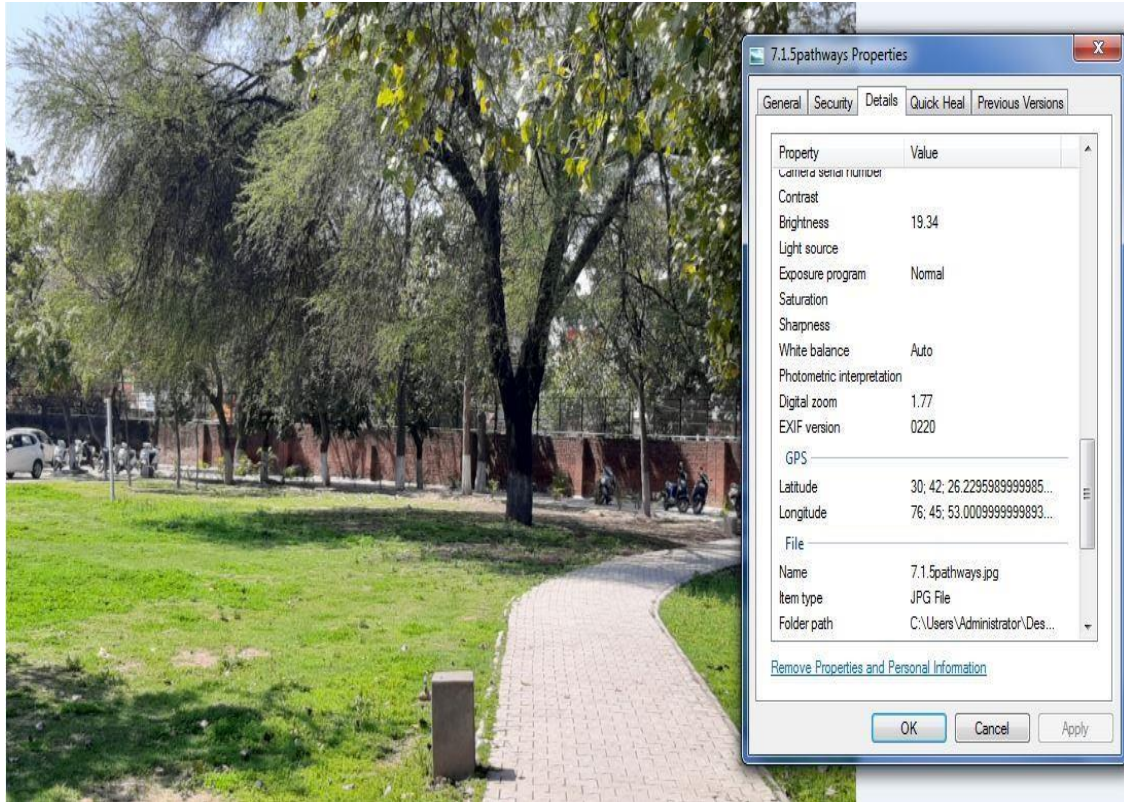 7.1.5pathways Properties
X
General Security Details Quick Heal Previous Versions
Property Value
Camera serial number
Contrast
Brightness 19.34
Light source
Exposure program Normal
Saturation
Sharpness
White balance Auto
Photometric interpretation
Digital zoom 1.77
EXIF version 0220
GPS
Latitude 30; 42; 26.2295989999985...
Longitude 76; 45; 53.0009999999893...
File
Name 7.1.5pathways.jpg
Item type JPG File
Folder path C:\Users\Administrator\Des...
Remove Properties and Personal Information
OK Cancel Apply